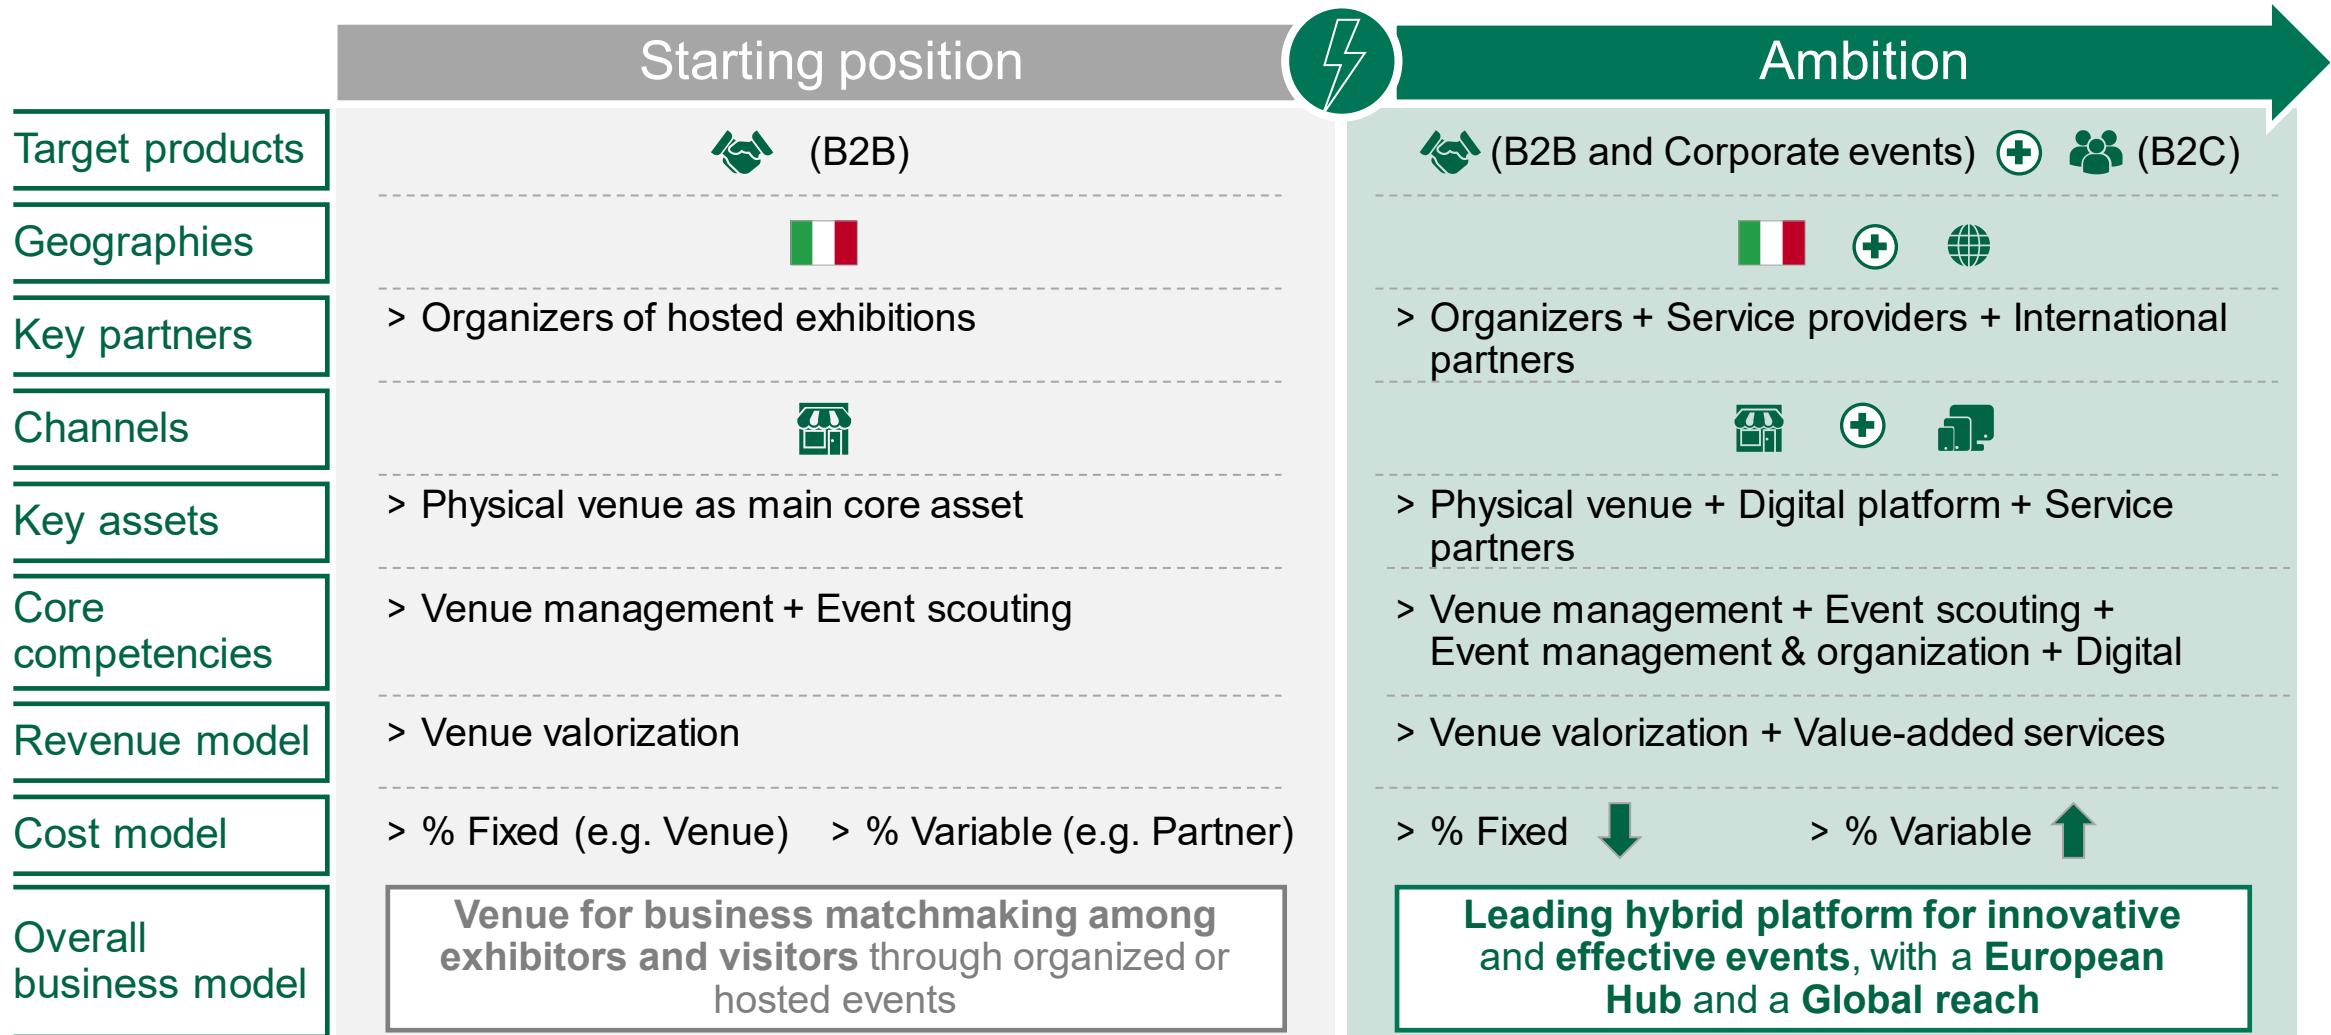 Starting position
Ambition
Target products
(B2B)
(B2B and Corporate events)
(B2C)
Geographies
Key partners
> Organizers of hosted exhibitions
> Organizers + Service providers + International
partners
Channels
Key assets
> Physical venue as main core asset
> Physical venue + Digital platform + Service
partners
Core
competencies
> Venue management + Event scouting
> Venue management + Event scouting +
Event management & organization + Digital
Revenue model
> Venue valorization
> Venue valorization + Value-added services
Cost model
> % Fixed (e.g. Venue)
> % Variable (e.g. Partner)
> % Fixed
> % Variable
Overall
business model
Venue for business matchmaking among
exhibitors and visitors through organized or
hosted events
Leading hybrid platform for innovative
and effective events, with a European
Hub and a Global reach